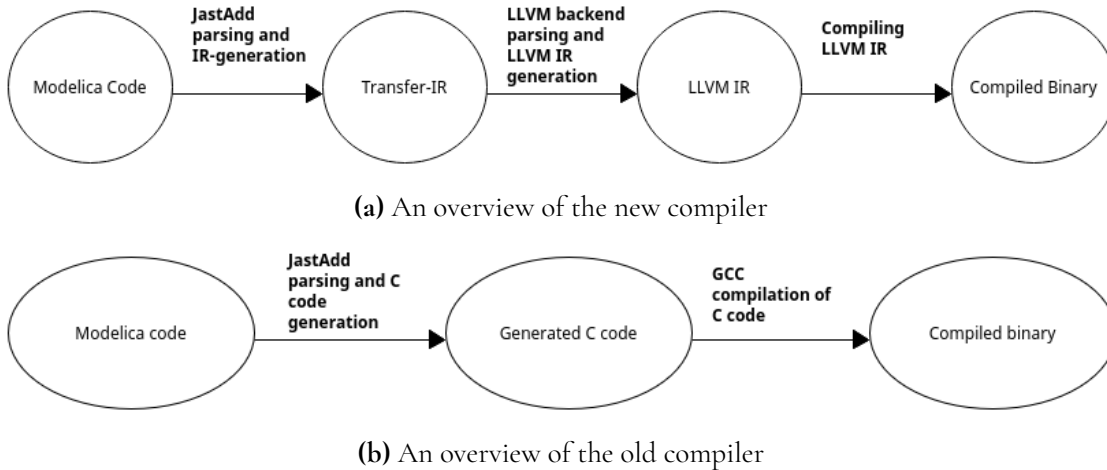 JastAdd
parsing and
IR-generation
LLVM backend
parsing and
LLVM IR
generation
Compiling
LLVM IR
Modelica Code
Transfer-IR
LLVM IR
Compiled Binary
(a) An overview of the new compiler
JastAdd
parsing and C
code
generation
GCC
compilation of
C code
Modelica code
Generated C code
Compiled binary
(b) An overview of the old compiler